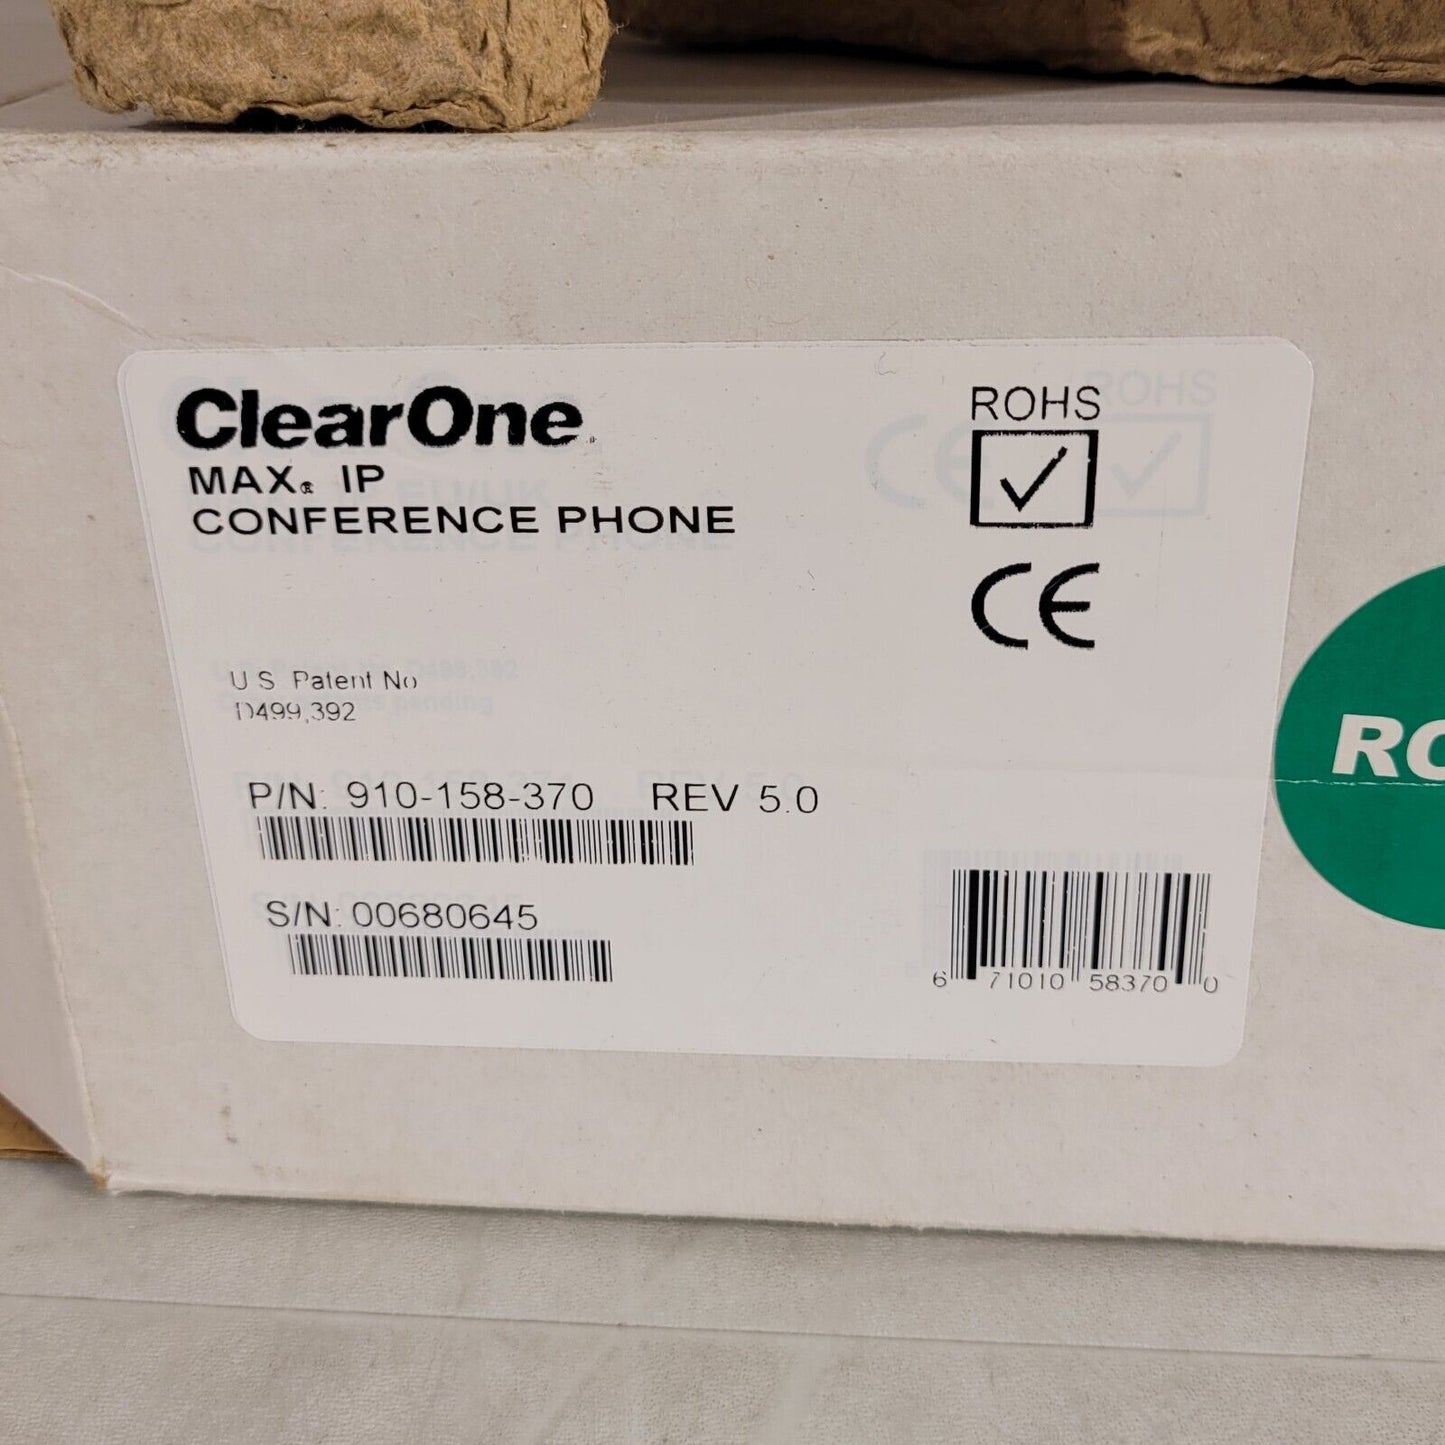 ClearOne
MAX® IP
CONFERENCE PHONE
ROHS
CE
U S Patent No
D499,392
P/N: 910-158-370 REV 5.0
S/N: 00680645
6 71010 58370 0